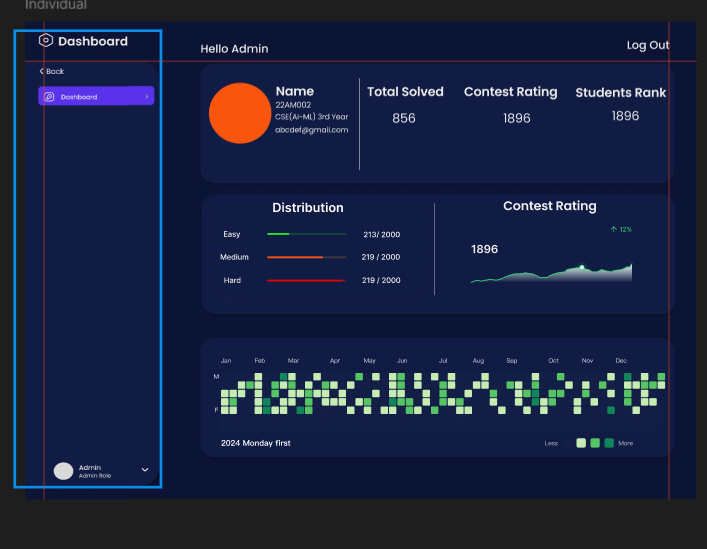 Individual
Dashboard
Back
Dashboard
Admin
Admin Role
Hello Admin
Log Out
Name
22AM002
CSE(AI-ML) 3rd Year
abcdef@gmail.com
Total Solved
856
Contest Rating
1896
Students Rank
1896
Distribution
Easy 213/ 2000
Medium 219 / 2000
Hard 219 / 2000
Contest Rating
12%
1896
Jan Feb Mar Apr May Jun Jul Aug Sep Oct Nov Dec
M
F
2024 Monday first
Less More